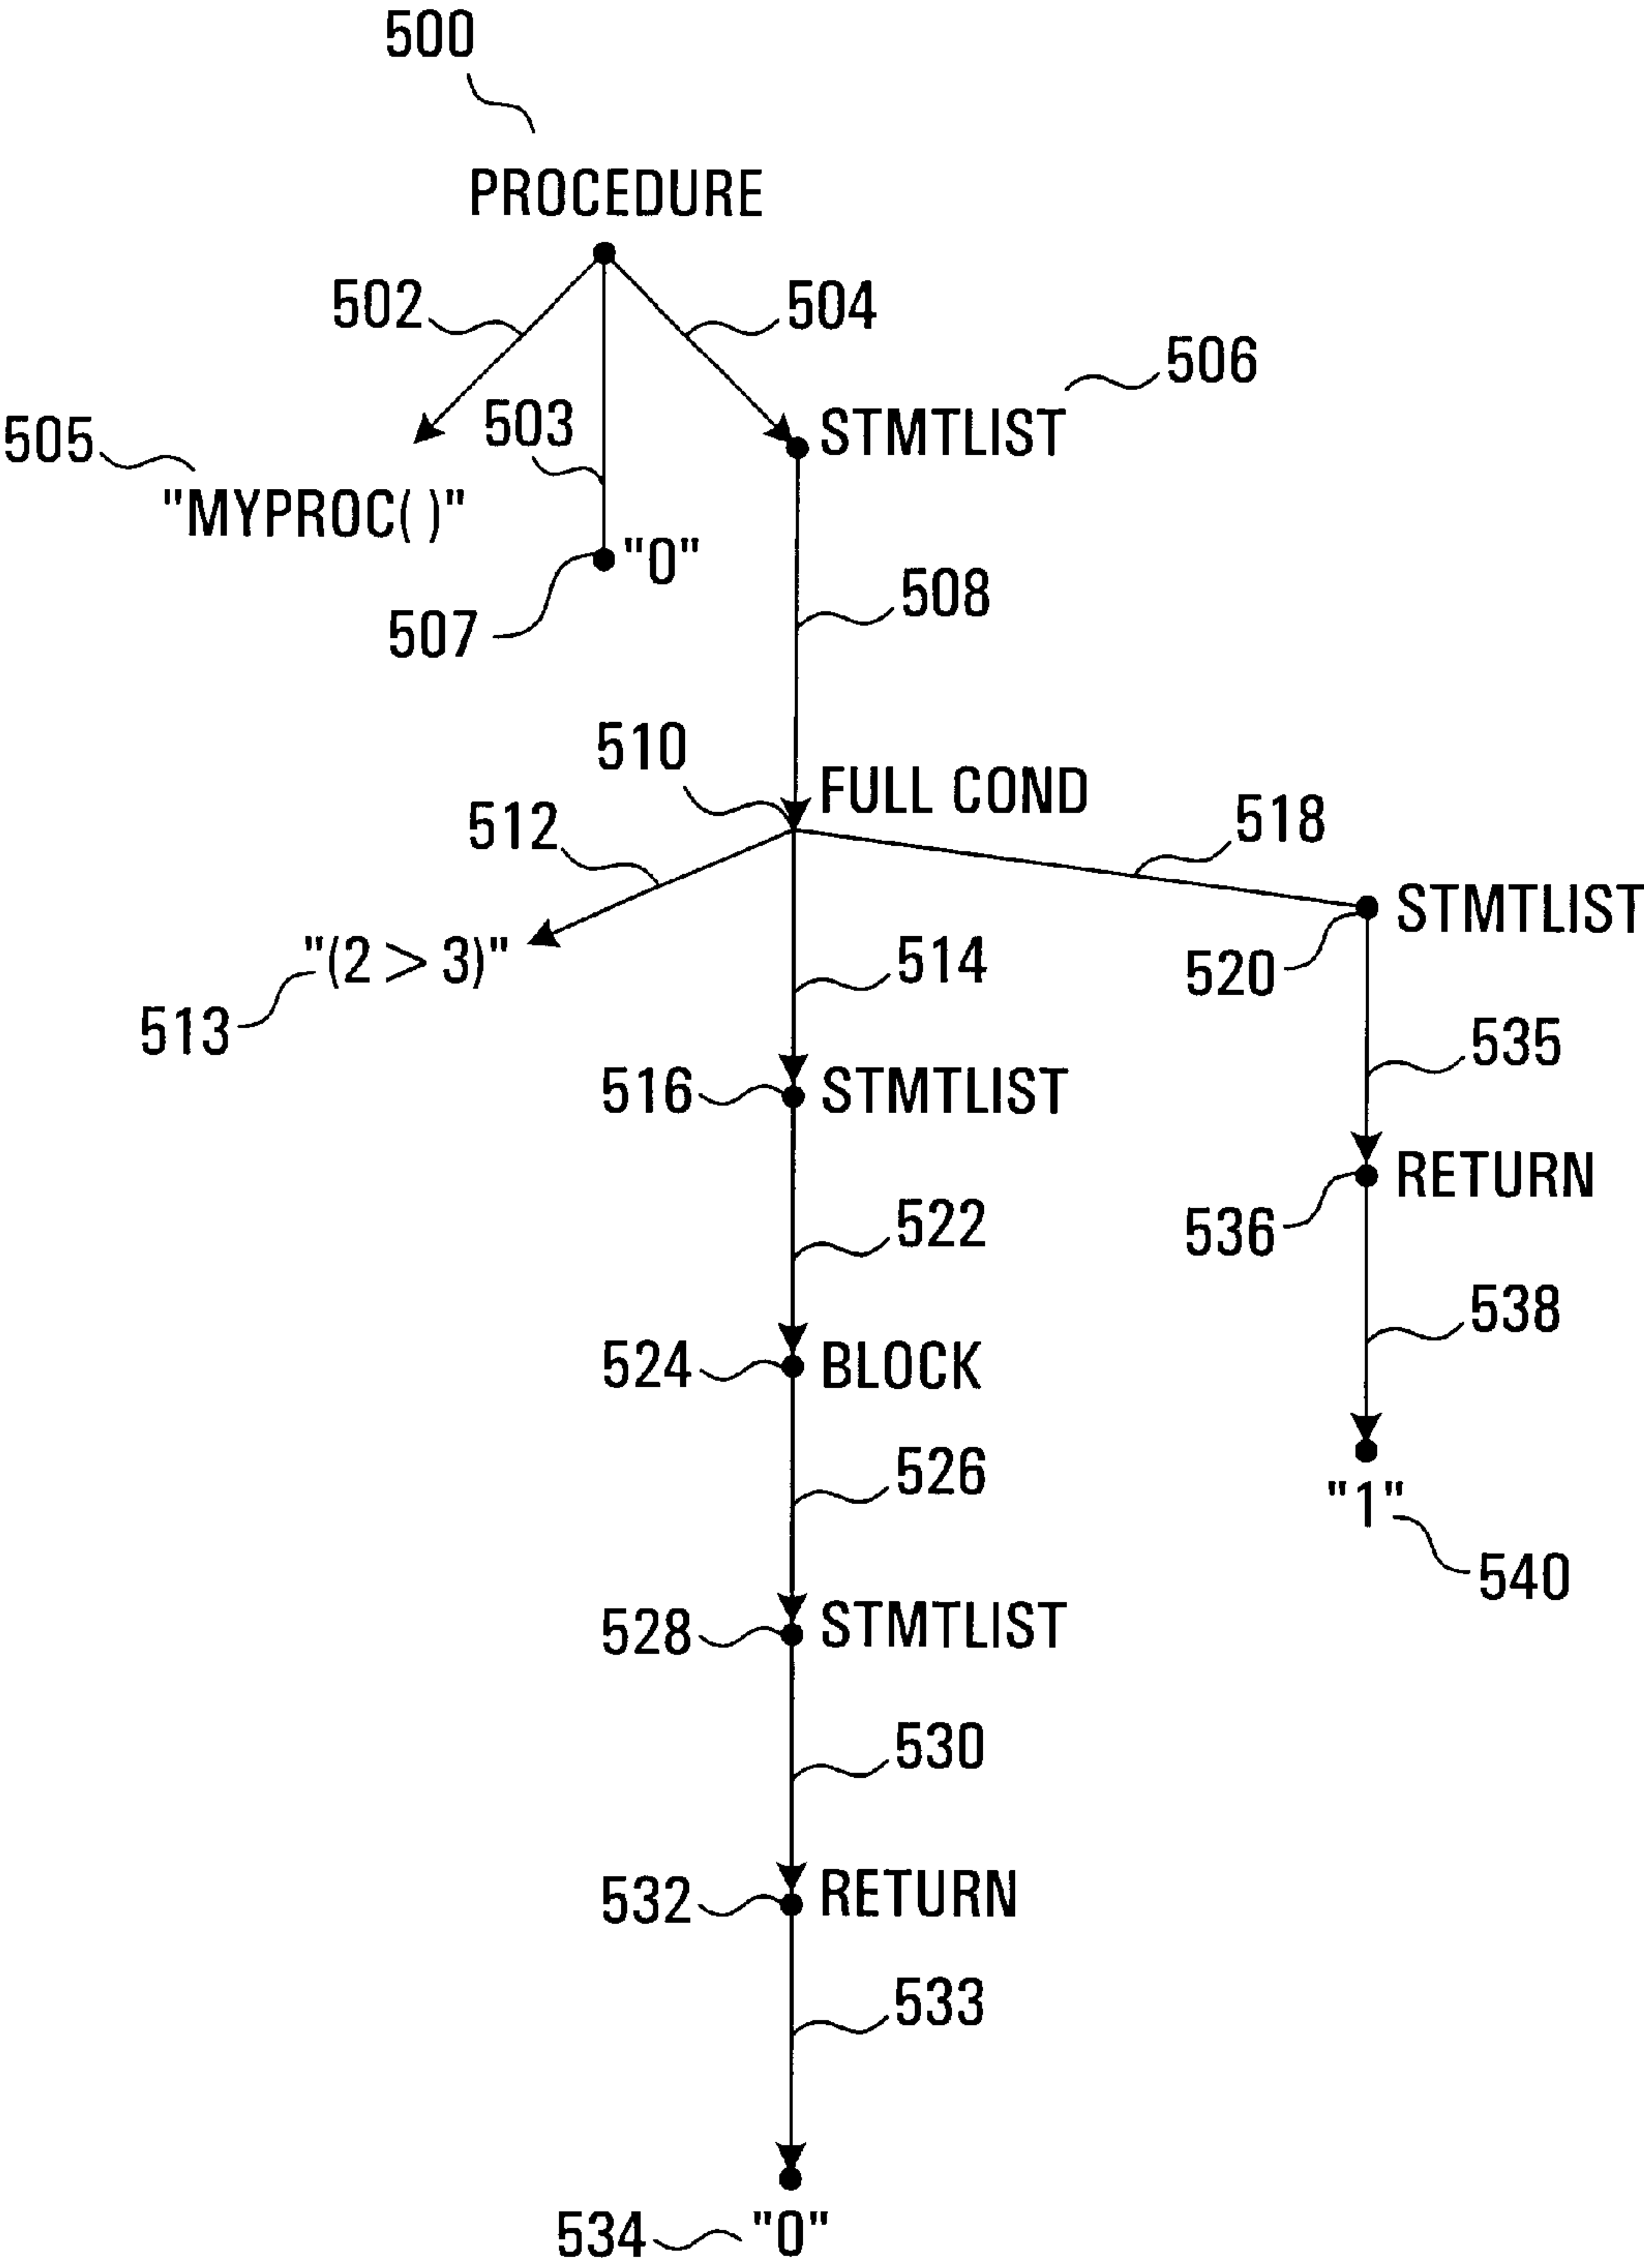 500
PROCEDURE
502
504
506
505
503
STMTLIST
"MYPROC( )"
"0"
507
508
510
FULL COND
512
518
STMTLIST
"(2 > 3)"
514
520
513
535
516
STMTLIST
RETURN
522
536
538
524
BLOCK
526
"1"
540
528
STMTLIST
530
532
RETURN
533
534
"0"